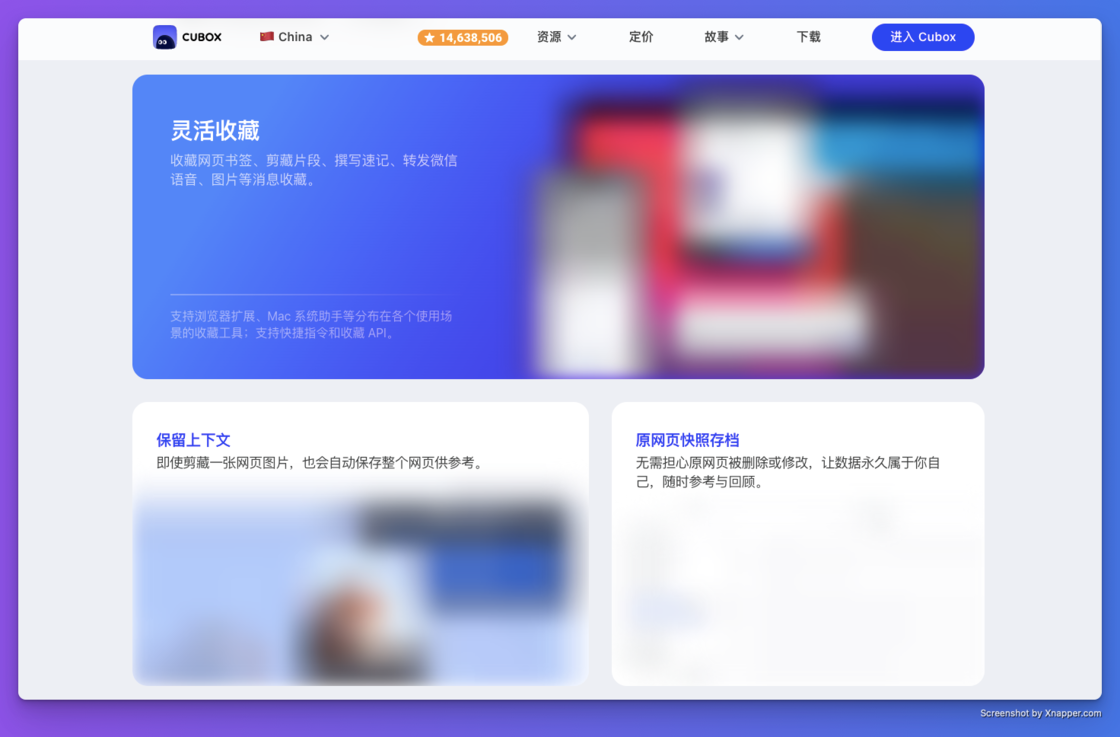 CUBOX
China
14,638,506
资源
定价
故事
下载
进入 Cubox
灵活收藏
收藏网页书签、剪藏片段、撰写速记、转发微信
语音、图片等消息收藏。
支持浏览器扩展、Mac 系统助手等分布在各个使用场
景的收藏工具；支持快捷指令和收藏 API。
保留上下文
即使剪藏一张网页图片，也会自动保存整个网页供参考。
原网页快照存档
无需担心原网页被删除或修改，让数据永久属于你自
己，随时参考与回顾。
Screenshot by Xnapper.com